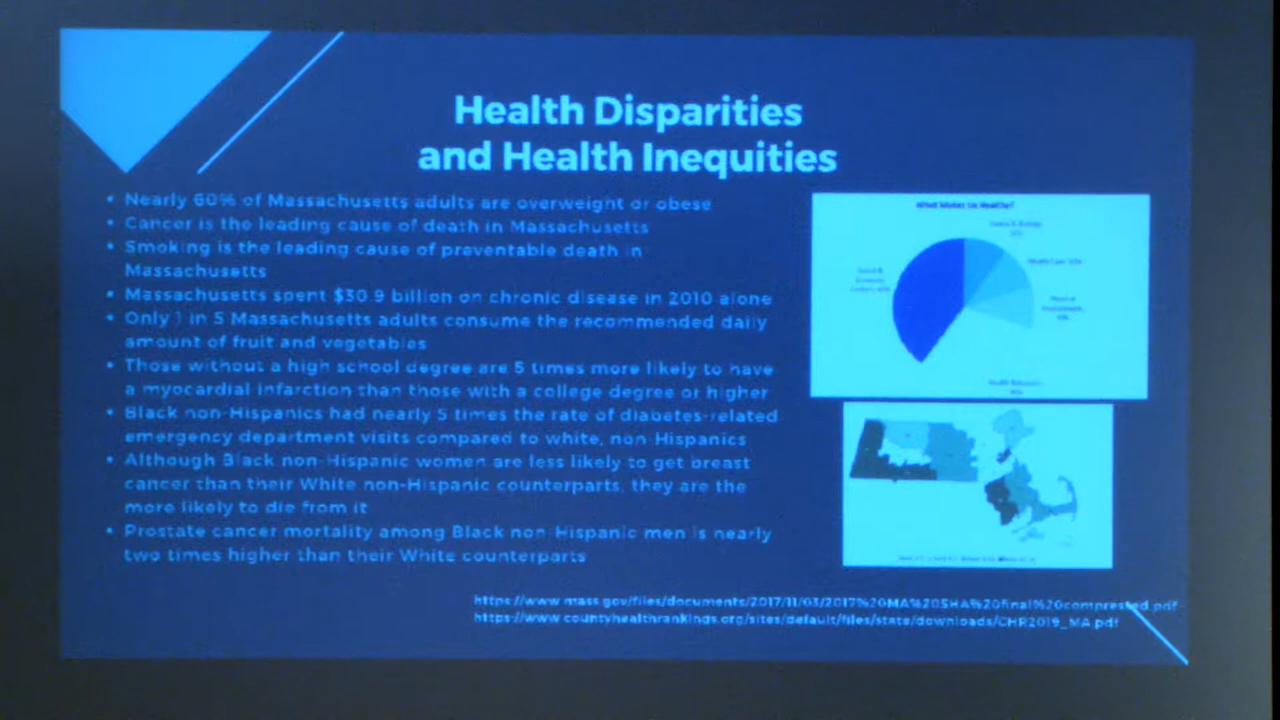 Health Disparities
and Health Inequities
• Nearly 60% of Massachusetts adults are overweight or obese
• Cancer is the leading cause of death in Massachusetts
• Smoking is the leading cause of preventable death in
Massachusetts
• Massachusetts spent $30.9 billion on chronic disease in 2010 alone
• Only 1 in 5 Massachusetts adults consume the recommended daily
amount of fruit and vegetables
• Those without a high school degree are 5 times more likely to have
a myocardial infarction than those with a college degree or higher
• Black non-Hispanics had nearly 5 times the rate of diabetes-related
emergency department visits compared to white, non-Hispanics
• Although Black non-Hispanic women are less likely to get breast
cancer than their White non-Hispanic counterparts, they are the
more likely to die from it
• Prostate cancer mortality among Black non-Hispanic men is nearly
two times higher than their White counterparts
What Makes Us Healthy?
Health Care
Physical
Environment
Social &
Economic
https://www.mass.gov/files/documents/2017/11/03/2017%20MA%20SHA%20final%20compressed.pdf
https://www.countyhealthrankings.org/sites/default/files/state/downloads/CHR2019_MA.pdf